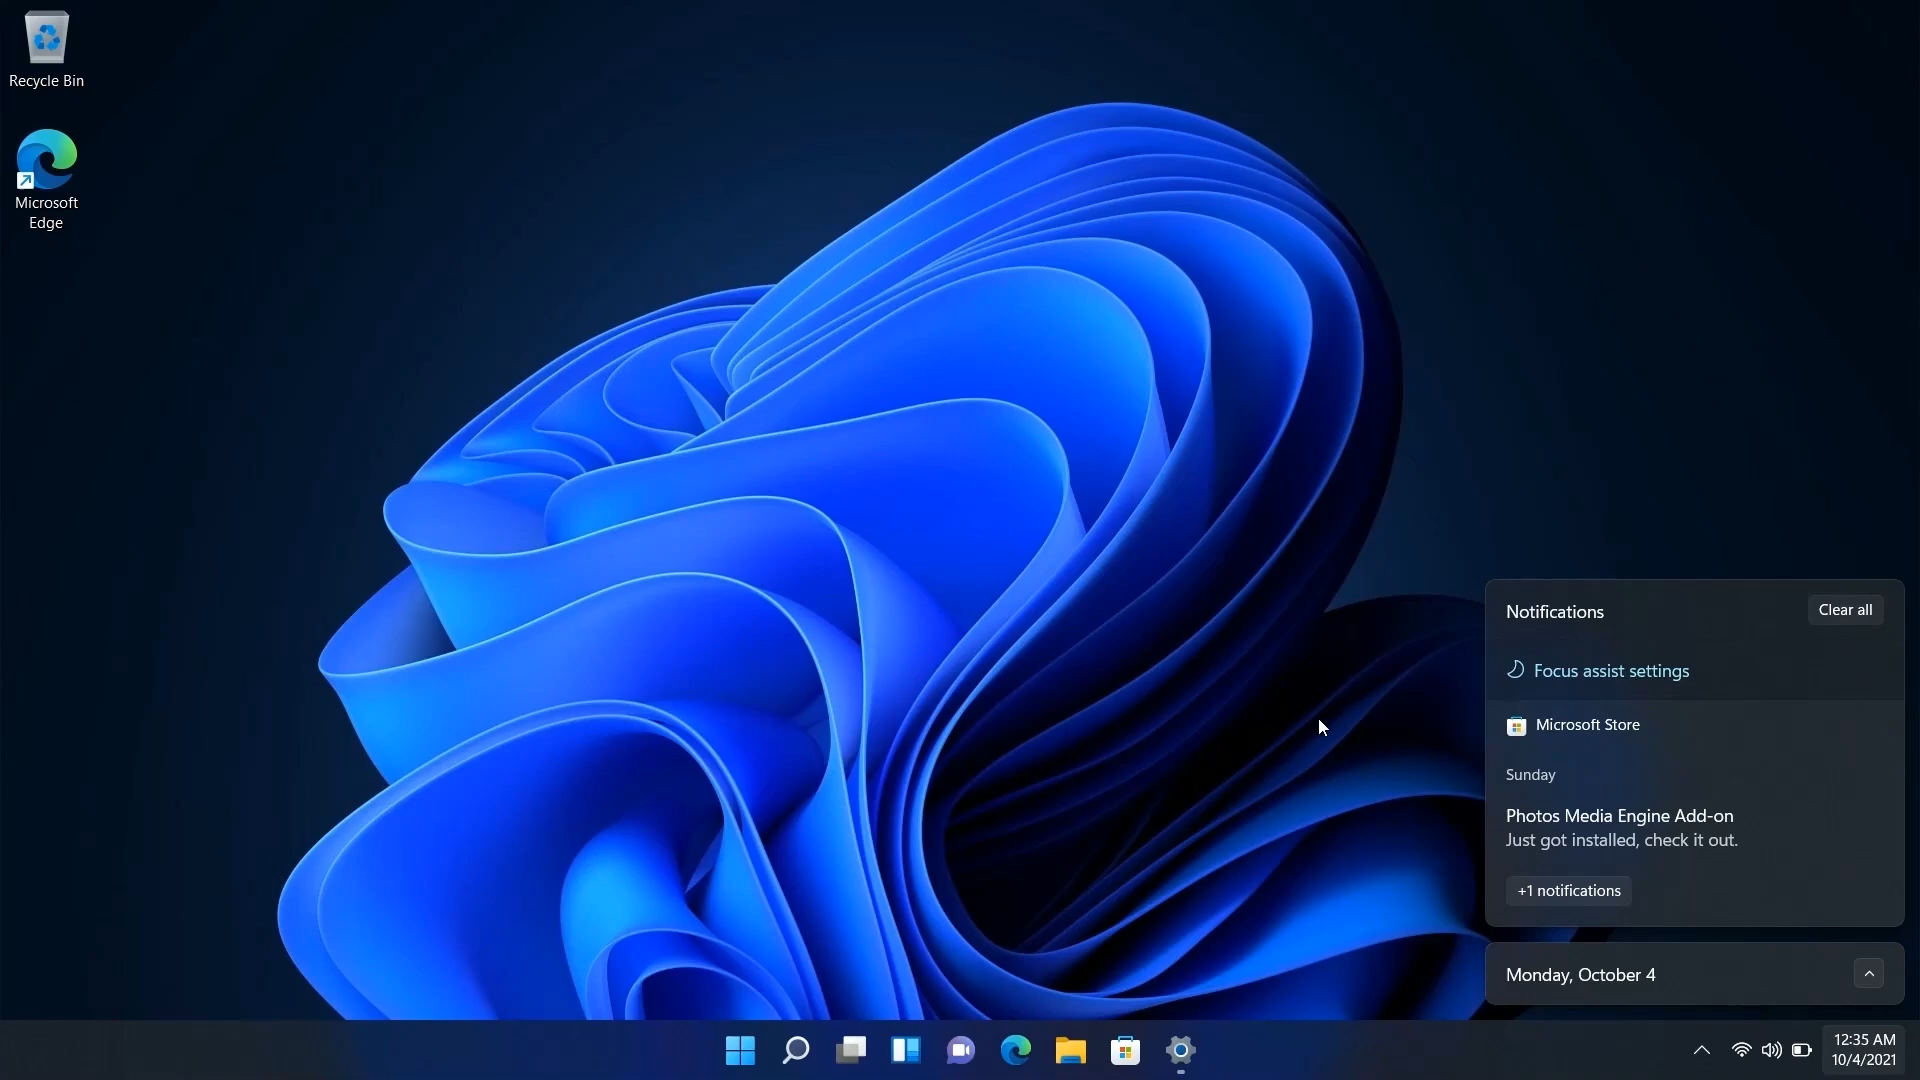 Recycle Bin
Microsoft
Edge
Notifications
Clear all
Focus assist settings
Microsoft Store
Sunday
Photos Media Engine Add-on
Just got installed, check it out.
+1 notifications
Monday, October 4
12:35 AM
10/4/2021